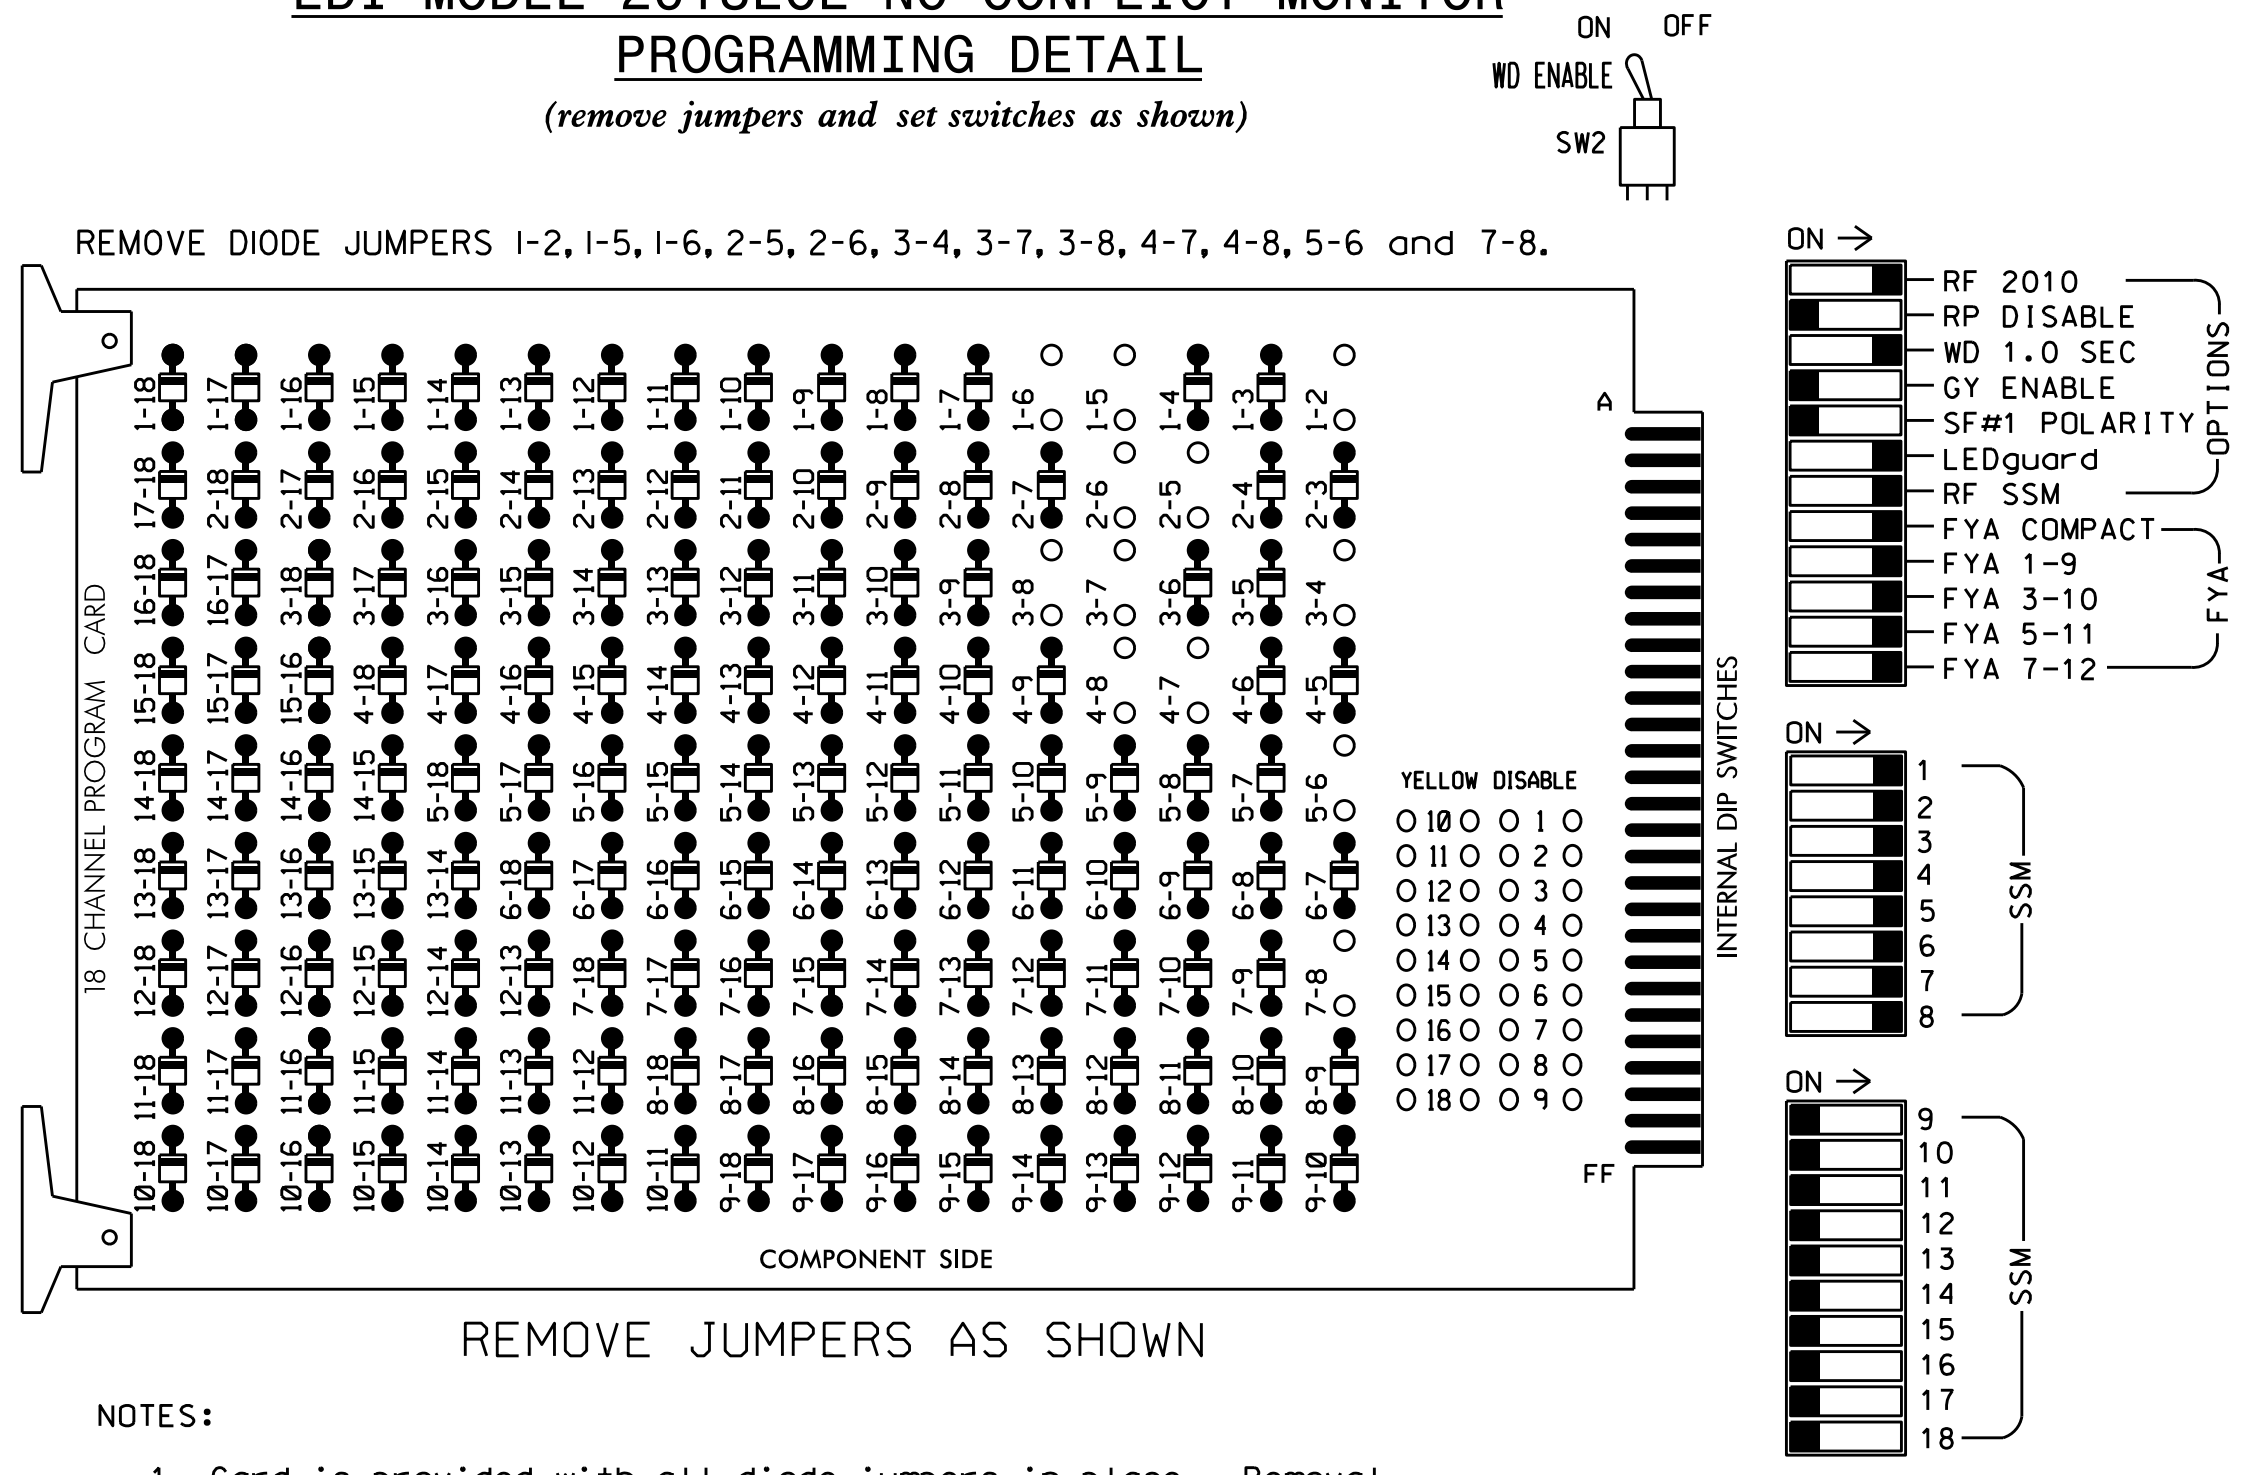 PROGRAMMING DETAIL
(remove jumpers and set switches as shown)
ON OFF
WD ENABLE
SW2
REMOVE DIODE JUMPERS 1-2, 1-5, 1-6, 2-5, 2-6, 3-4, 3-7, 3-8, 4-7, 4-8, 5-6 and 7-8.
18 CHANNEL PROGRAM CARD
1-18 1-17 1-16 1-15 1-14 1-13 1-12 1-11 1-10 1-9 1-8 1-7 1-6 1-5 1-4 1-3 1-2
17-18 2-18 2-17 2-16 2-15 2-14 2-13 2-12 2-11 2-10 2-9 2-8 2-7 2-6 2-5 2-4 2-3
16-18 16-17 3-18 3-17 3-16 3-15 3-14 3-13 3-12 3-11 3-10 3-9 3-8 3-7 3-6 3-5 3-4
15-18 15-17 15-16 4-18 4-17 4-16 4-15 4-14 4-13 4-12 4-11 4-10 4-9 4-8 4-7 4-6 4-5
14-18 14-17 14-16 14-15 5-18 5-17 5-16 5-15 5-14 5-13 5-12 5-11 5-10 5-9 5-8 5-7 5-6
13-18 13-17 13-16 13-15 13-14 6-18 6-17 6-16 6-15 6-14 6-13 6-12 6-11 6-10 6-9 6-8 6-7
12-18 12-17 12-16 12-15 12-14 12-13 7-18 7-17 7-16 7-15 7-14 7-13 7-12 7-11 7-10 7-9 7-8
11-18 11-17 11-16 11-15 11-14 11-13 11-12 8-18 8-17 8-16 8-15 8-14 8-13 8-12 8-11 8-10 8-9
10-18 10-17 10-16 10-15 10-14 10-13 10-12 10-11 9-18 9-17 9-16 9-15 9-14 9-13 9-12 9-11 9-10
COMPONENT SIDE
A
YELLOW DISABLE
10 1
11 2
12 3
13 4
14 5
15 6
16 7
17 8
18 9
FF
INTERNAL DIP SWITCHES
ON →
RF 2010
RP DISABLE
WD 1.0 SEC
GY ENABLE
SF#1 POLARITY
LEDguard
RF SSM
OPTIONS
FYA COMPACT
FYA 1-9
FYA 3-10
FYA 5-11
FYA 7-12
FYA
ON →
1
2
3
4
5
6
7
8
SSM
ON →
9
10
11
12
13
14
15
16
17
18
SSM
REMOVE JUMPERS AS SHOWN
NOTES: